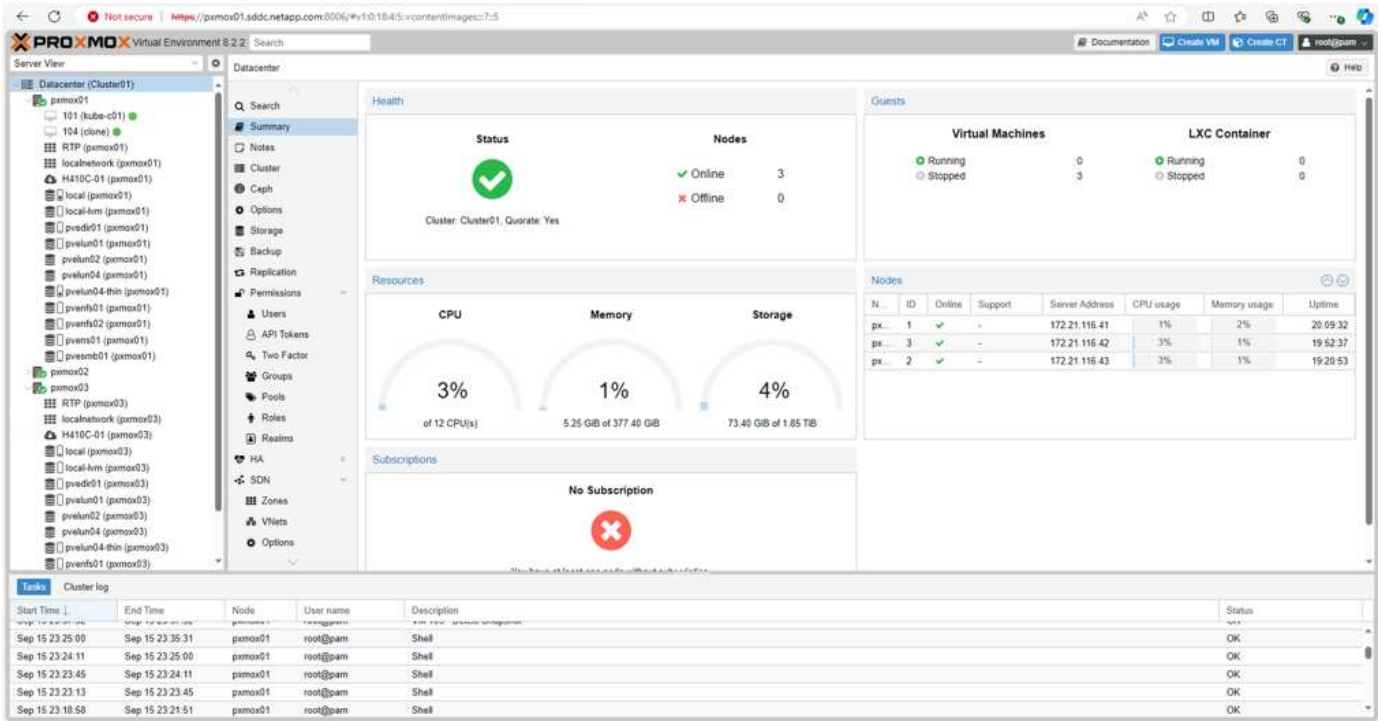 Not secure | https://pxmox01.sddc.netapp.com:8006/#v1:0:18:4:5::=contentImages::7::5
PROXMOX Virtual Environment 8.2.2 Search
Documentation Create VM Create CT root@pam
Server View
Datacenter
Help
Datacenter (Cluster01)
pxmox01
101 (kube-c01)
104 (clone)
RTP (pxmox01)
localnetwork (pxmox01)
H410C-01 (pxmox01)
local (pxmox01)
local-lvm (pxmox01)
pvedir01 (pxmox01)
pvelun01 (pxmox01)
pvelun02 (pxmox01)
pvelun04 (pxmox01)
pvelun04-thin (pxmox01)
pvenfs01 (pxmox01)
pvenfs02 (pxmox01)
pvens01 (pxmox01)
pvesmb01 (pxmox01)
pxmox02
pxmox03
RTP (pxmox03)
localnetwork (pxmox03)
H410C-01 (pxmox03)
local (pxmox03)
local-lvm (pxmox03)
pvedir01 (pxmox03)
pvelun01 (pxmox03)
pvelun02 (pxmox03)
pvelun04 (pxmox03)
pvelun04-thin (pxmox03)
pvenfs01 (pxmox03)
Search
Summary
Notes
Cluster
Ceph
Options
Storage
Backup
Replication
Permissions
Users
API Tokens
Two Factor
Groups
Pools
Roles
Realms
HA
SDN
Zones
VNets
Options
Health
Status
Cluster: Cluster01, Quorate: Yes
Nodes
Online 3
Offline 0
Guests
Virtual Machines
Running 0
Stopped 3
LXC Container
Running 0
Stopped 0
Resources
CPU
3%
of 12 CPU(s)
Memory
1%
5.25 GiB of 377.40 GiB
Storage
4%
73.40 GiB of 1.85 TiB
Nodes
N... ID Online Support Server Address CPU usage Memory usage Uptime
px... 1 - 172.21.116.41 1% 2% 20:09:32
px... 3 - 172.21.116.42 3% 1% 19:52:37
px... 2 - 172.21.116.43 3% 1% 19:20:53
Subscriptions
No Subscription
You have at least one node without subscription.
Tasks Cluster log
Start Time End Time Node User name Description Status
Sep 15 23:25:00 Sep 15 23:35:31 pxmox01 root@pam Shell OK
Sep 15 23:24:11 Sep 15 23:25:00 pxmox01 root@pam Shell OK
Sep 15 23:23:45 Sep 15 23:24:11 pxmox01 root@pam Shell OK
Sep 15 23:23:13 Sep 15 23:23:45 pxmox01 root@pam Shell OK
Sep 15 23:18:58 Sep 15 23:21:51 pxmox01 root@pam Shell OK